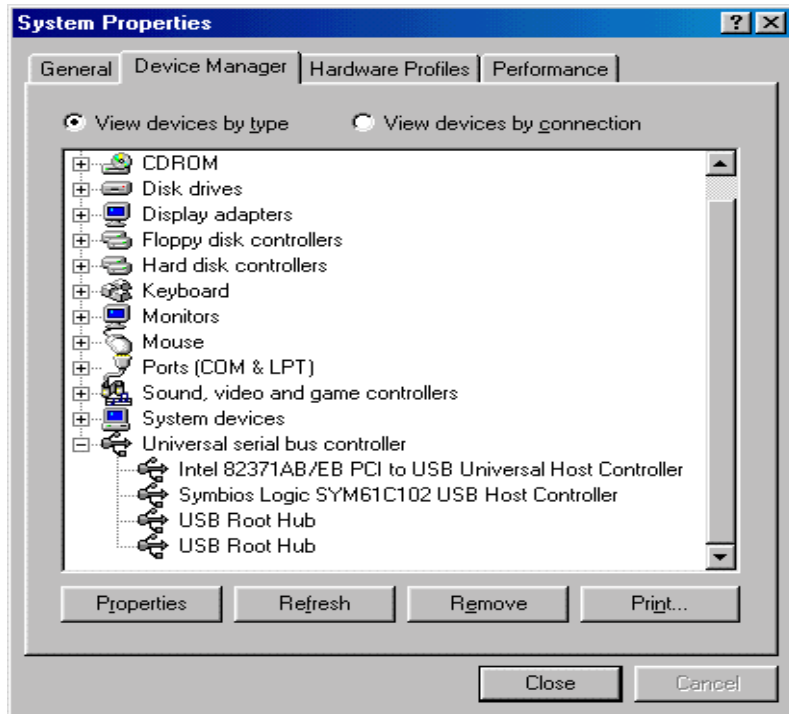 System Properties
General Device Manager Hardware Profiles Performance
View devices by type View devices by connection
CDROM
Disk drives
Display adapters
Floppy disk controllers
Hard disk controllers
Keyboard
Monitors
Mouse
Ports (COM & LPT)
Sound, video and game controllers
System devices
Universal serial bus controller
Intel 82371AB/EB PCI to USB Universal Host Controller
Symbios Logic SYM61C102 USB Host Controller
USB Root Hub
USB Root Hub
Properties Refresh Remove Print...
Close Cancel